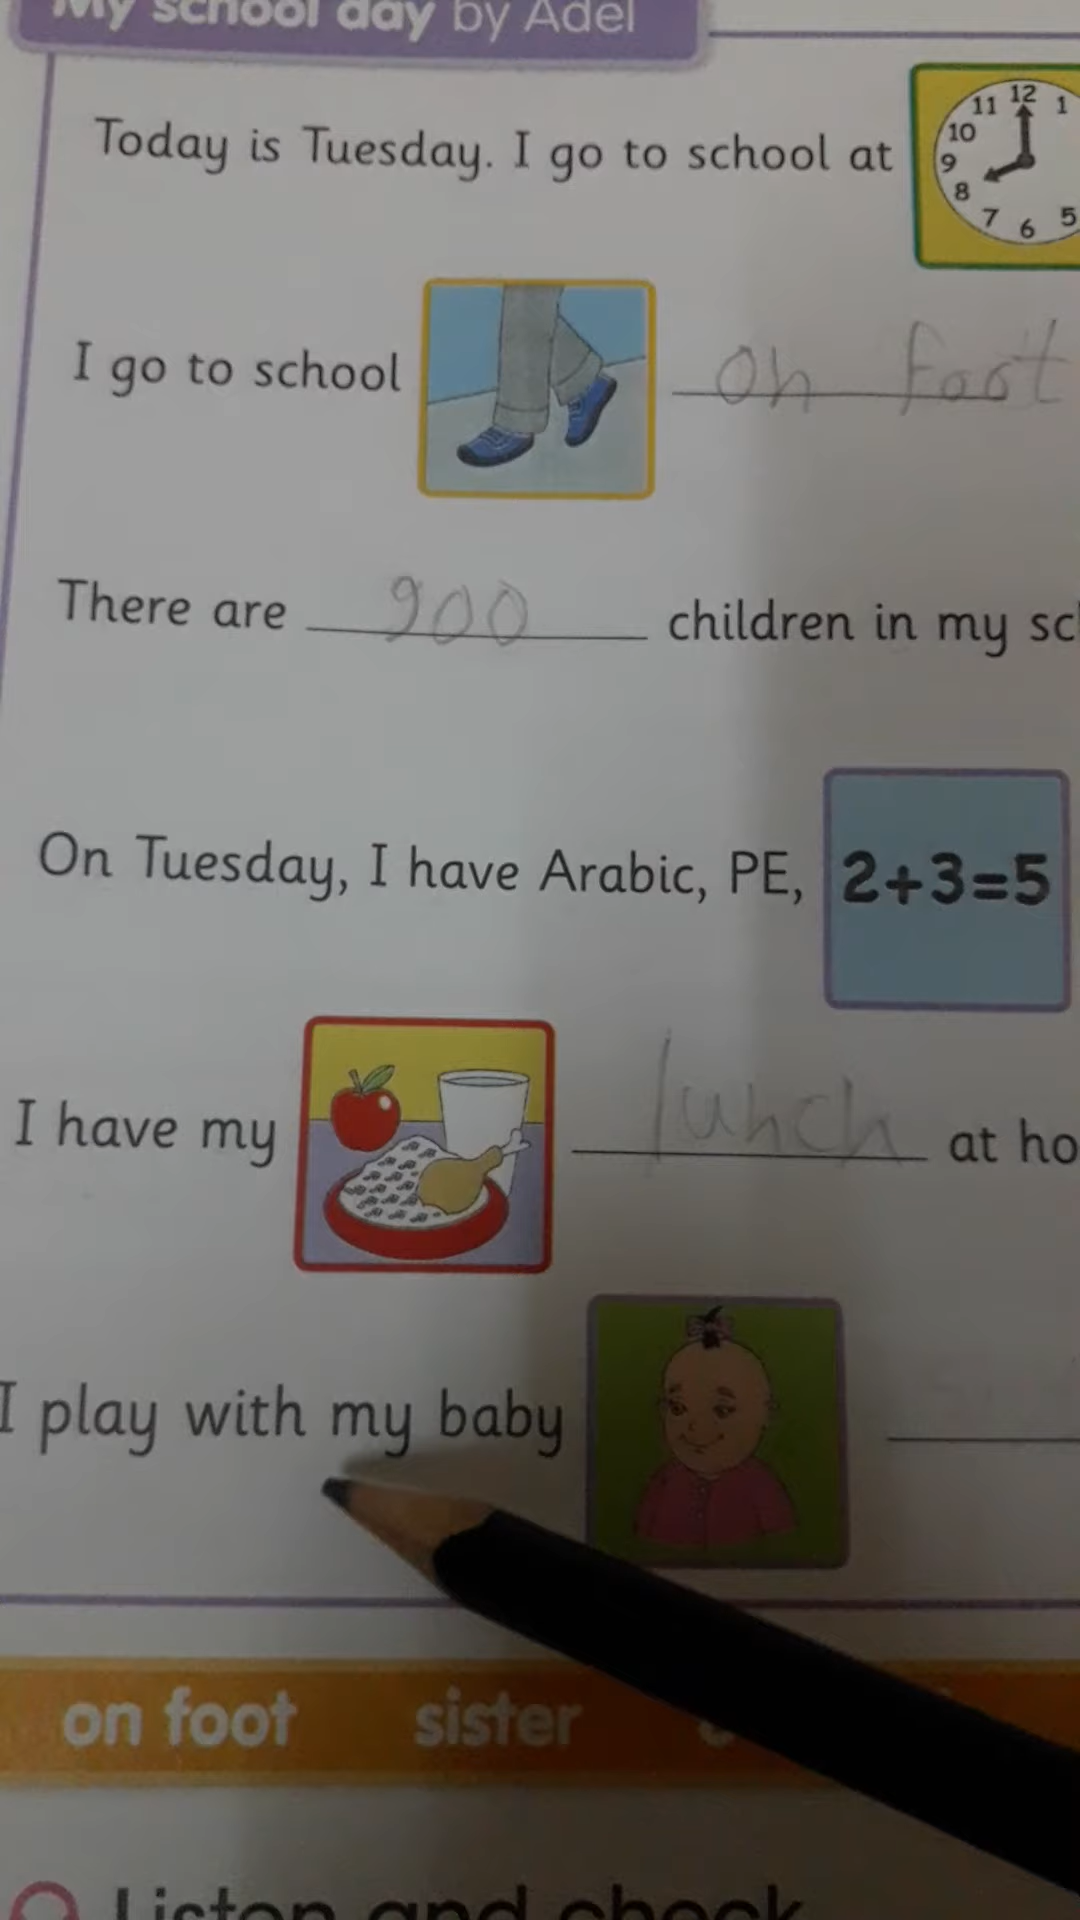 My school day by Adel
11 12 1
10
9
8
7 6 5
Today is Tuesday. I go to school at
I go to school on foot
There are 900 children in my sc
On Tuesday, I have Arabic, PE, 2+3=5
I have my lunch at ho
I play with my baby
on foot sister
Listen and check